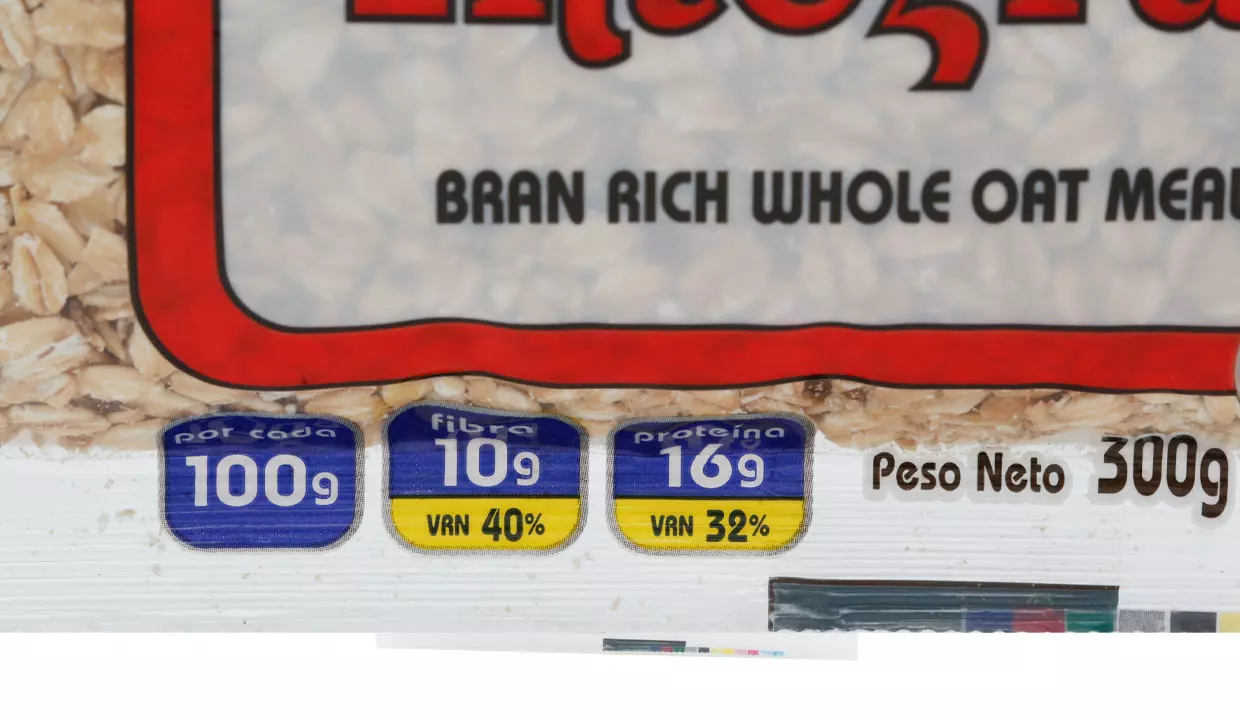 BRAN RICH WHOLE OAT MEAL
por cada
100g
fibra
10g
VRN 40%
proteína
16g
VRN 32%
Peso Neto 300g